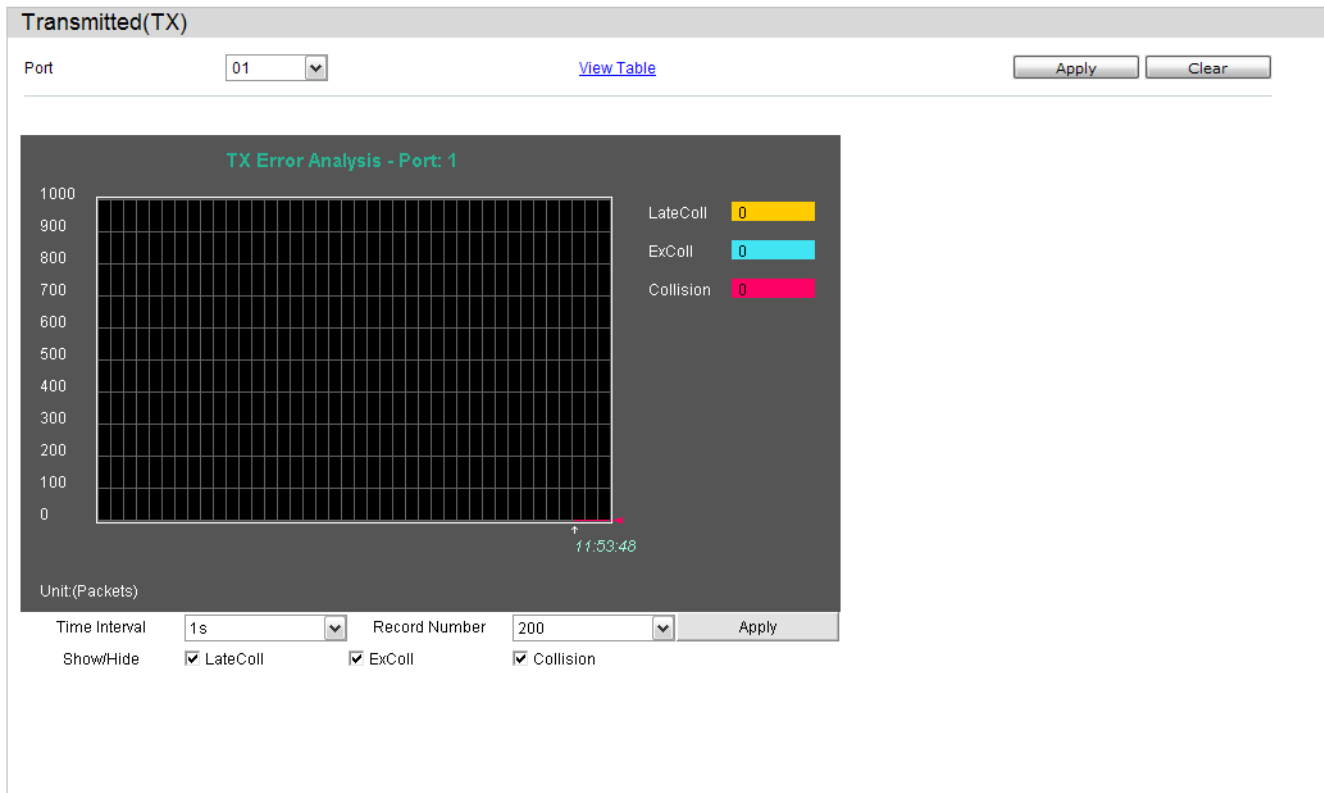 Transmitted(TX)
Port 01 View Table Apply Clear
TX Error Analysis - Port: 1
1000
900
800
700
600
500
400
300
200
100
0
LateColl 0
ExColl 0
Collision 0
11:53:48
Unit:(Packets)
Time Interval 1s Record Number 200 Apply
Show/Hide LateColl ExColl Collision